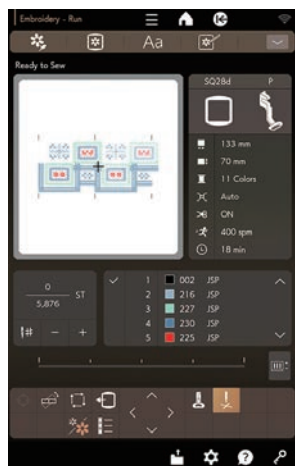 Embroidery - Run
Aa
Ready to Sew
SQ28d P
133 mm
70 mm
11 Colors
Auto
ON
400 spm
18 min
0
5,876
ST
# - +
1 002 JSP
2 216 JSP
3 227 JSP
4 230 JSP
5 225 JSP
?